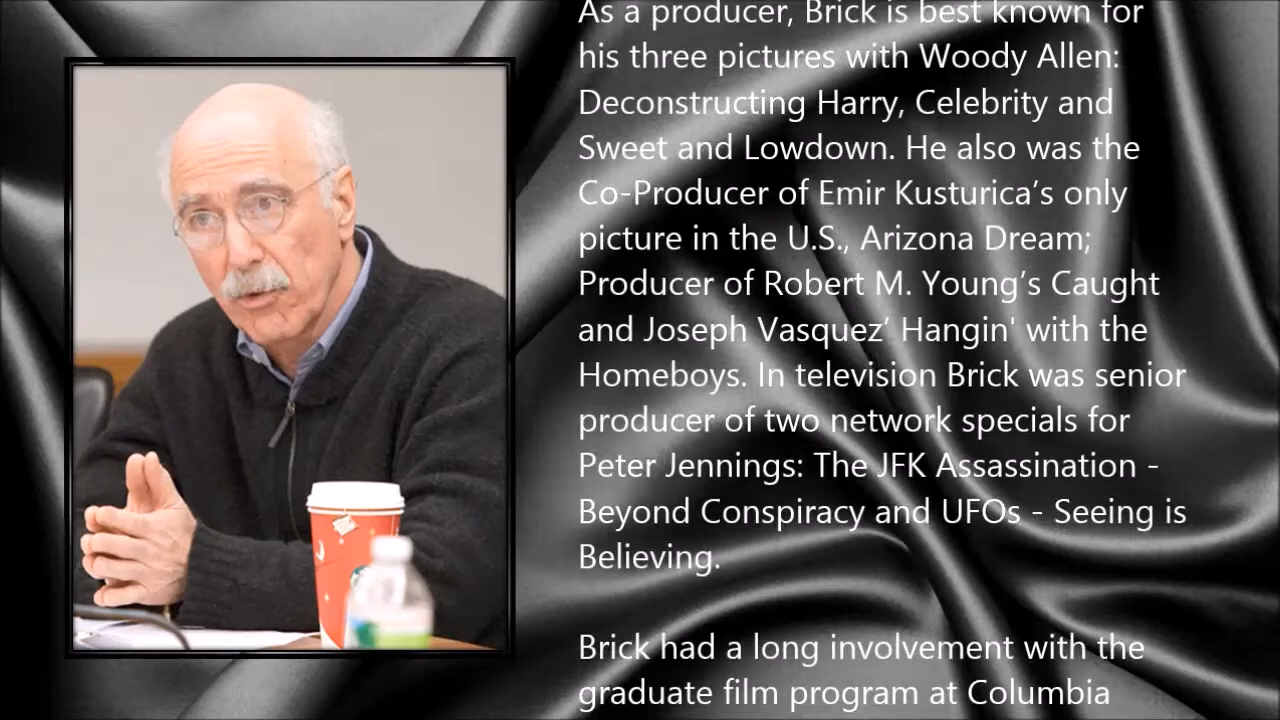 As a producer, Brick is best known for
his three pictures with Woody Allen:
Deconstructing Harry, Celebrity and
Sweet and Lowdown. He also was the
Co-Producer of Emir Kusturica’s only
picture in the U.S., Arizona Dream;
Producer of Robert M. Young’s Caught
and Joseph Vasquez’ Hangin' with the
Homeboys. In television Brick was senior
producer of two network specials for
Peter Jennings: The JFK Assassination -
Beyond Conspiracy and UFOs - Seeing is
Believing.
Brick had a long involvement with the
graduate film program at Columbia